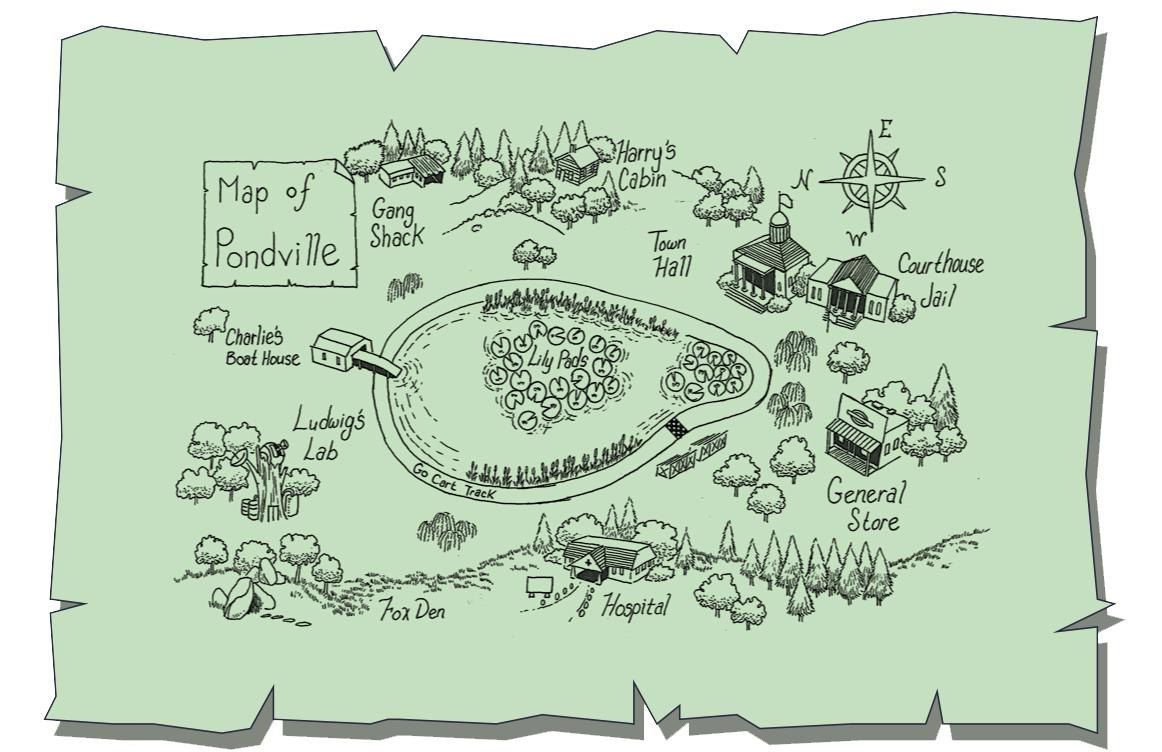 Map of
Pondville
Gang
Shack
Harry's
Cabin
E
N
S
W
Town
Hall
Courthouse
Jail
Charlie's
Boat House
Lily Pads
Ludwig's
Lab
Go Cart Track
General
Store
Fox Den
Hospital